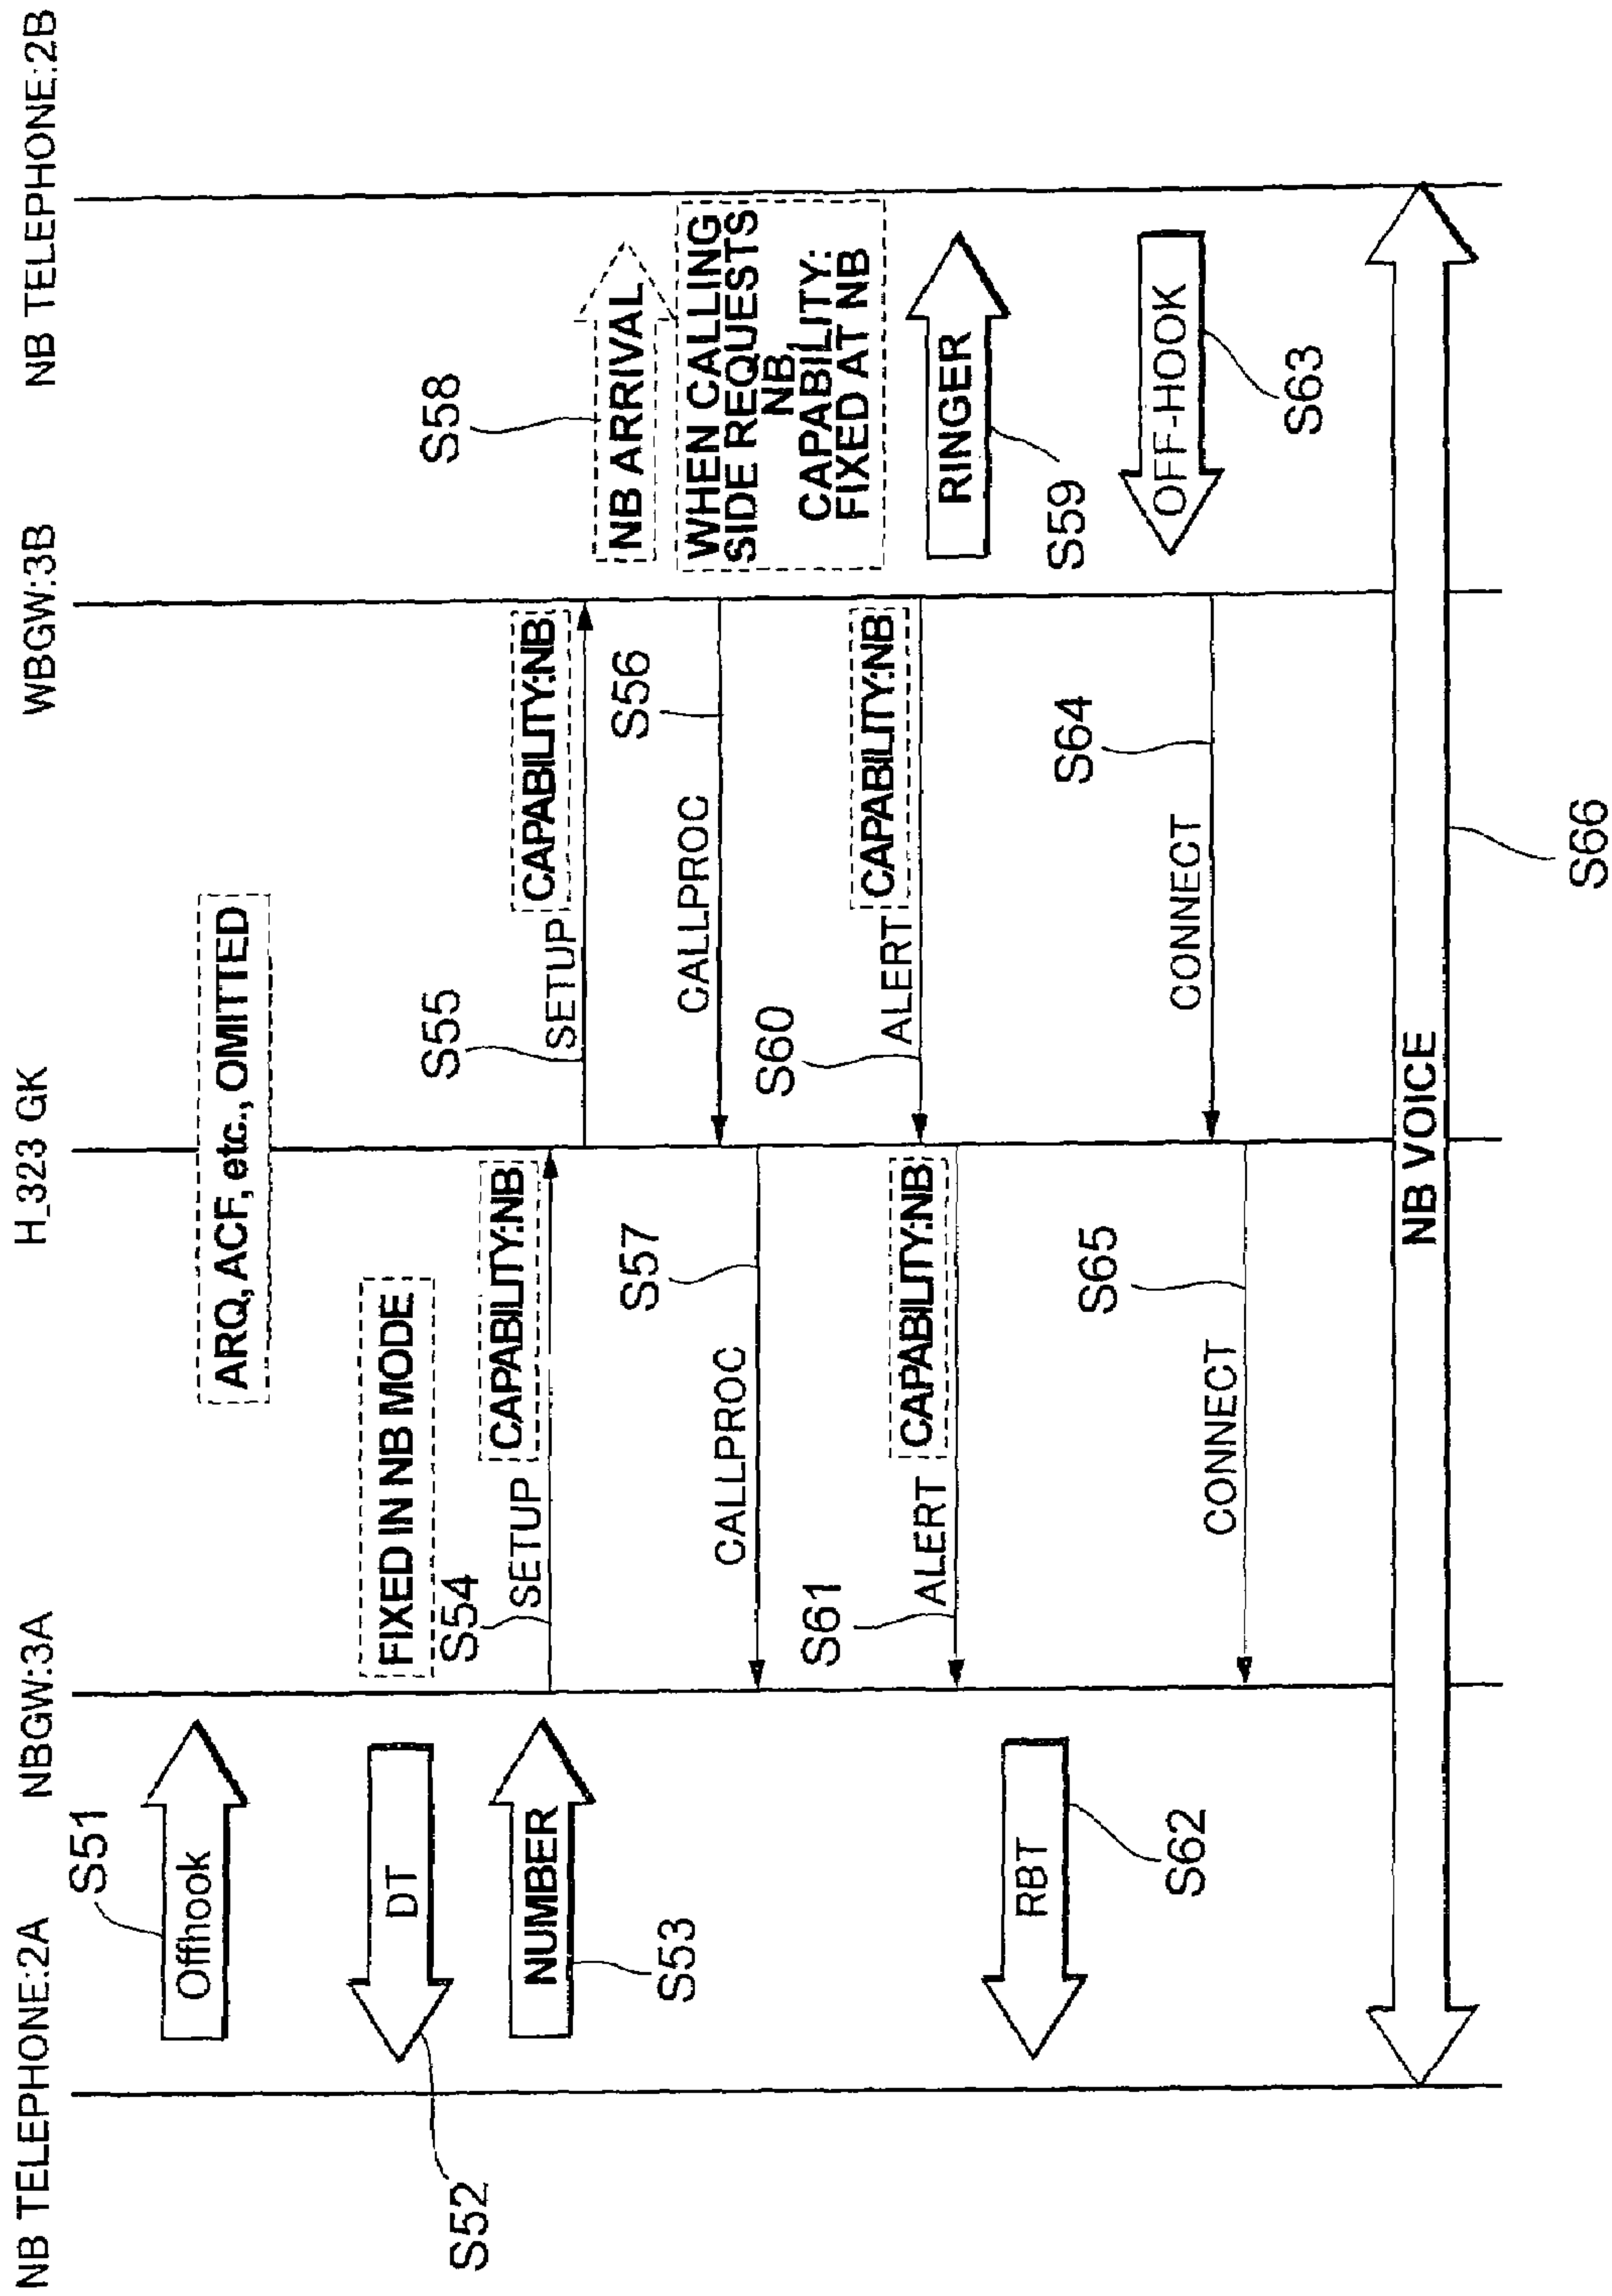 NB TELEPHONE:2A
NBGW:3A
H_323 GK
WBGW:3B
NB TELEPHONE:2B
S51
Offhook
ARQ, ACF, etc., OMITTED
S52
DT
FIXED IN NB MODE
S53
NUMBER
S54
SETUP
CAPABILITY:NB
S55
SETUP
CAPABILITY:NB
S58
NB ARRIVAL
S56
CALLPROC
WHEN CALLING
SIDE REQUESTS
NB,
CAPABILITY:
FIXED AT NB
S57
CALLPROC
S59
RINGER
S60
ALERT
CAPABILITY:NB
S61
ALERT
CAPABILITY:NB
S62
RBT
S63
OFF-HOOK
S64
CONNECT
S65
CONNECT
NB VOICE
S66